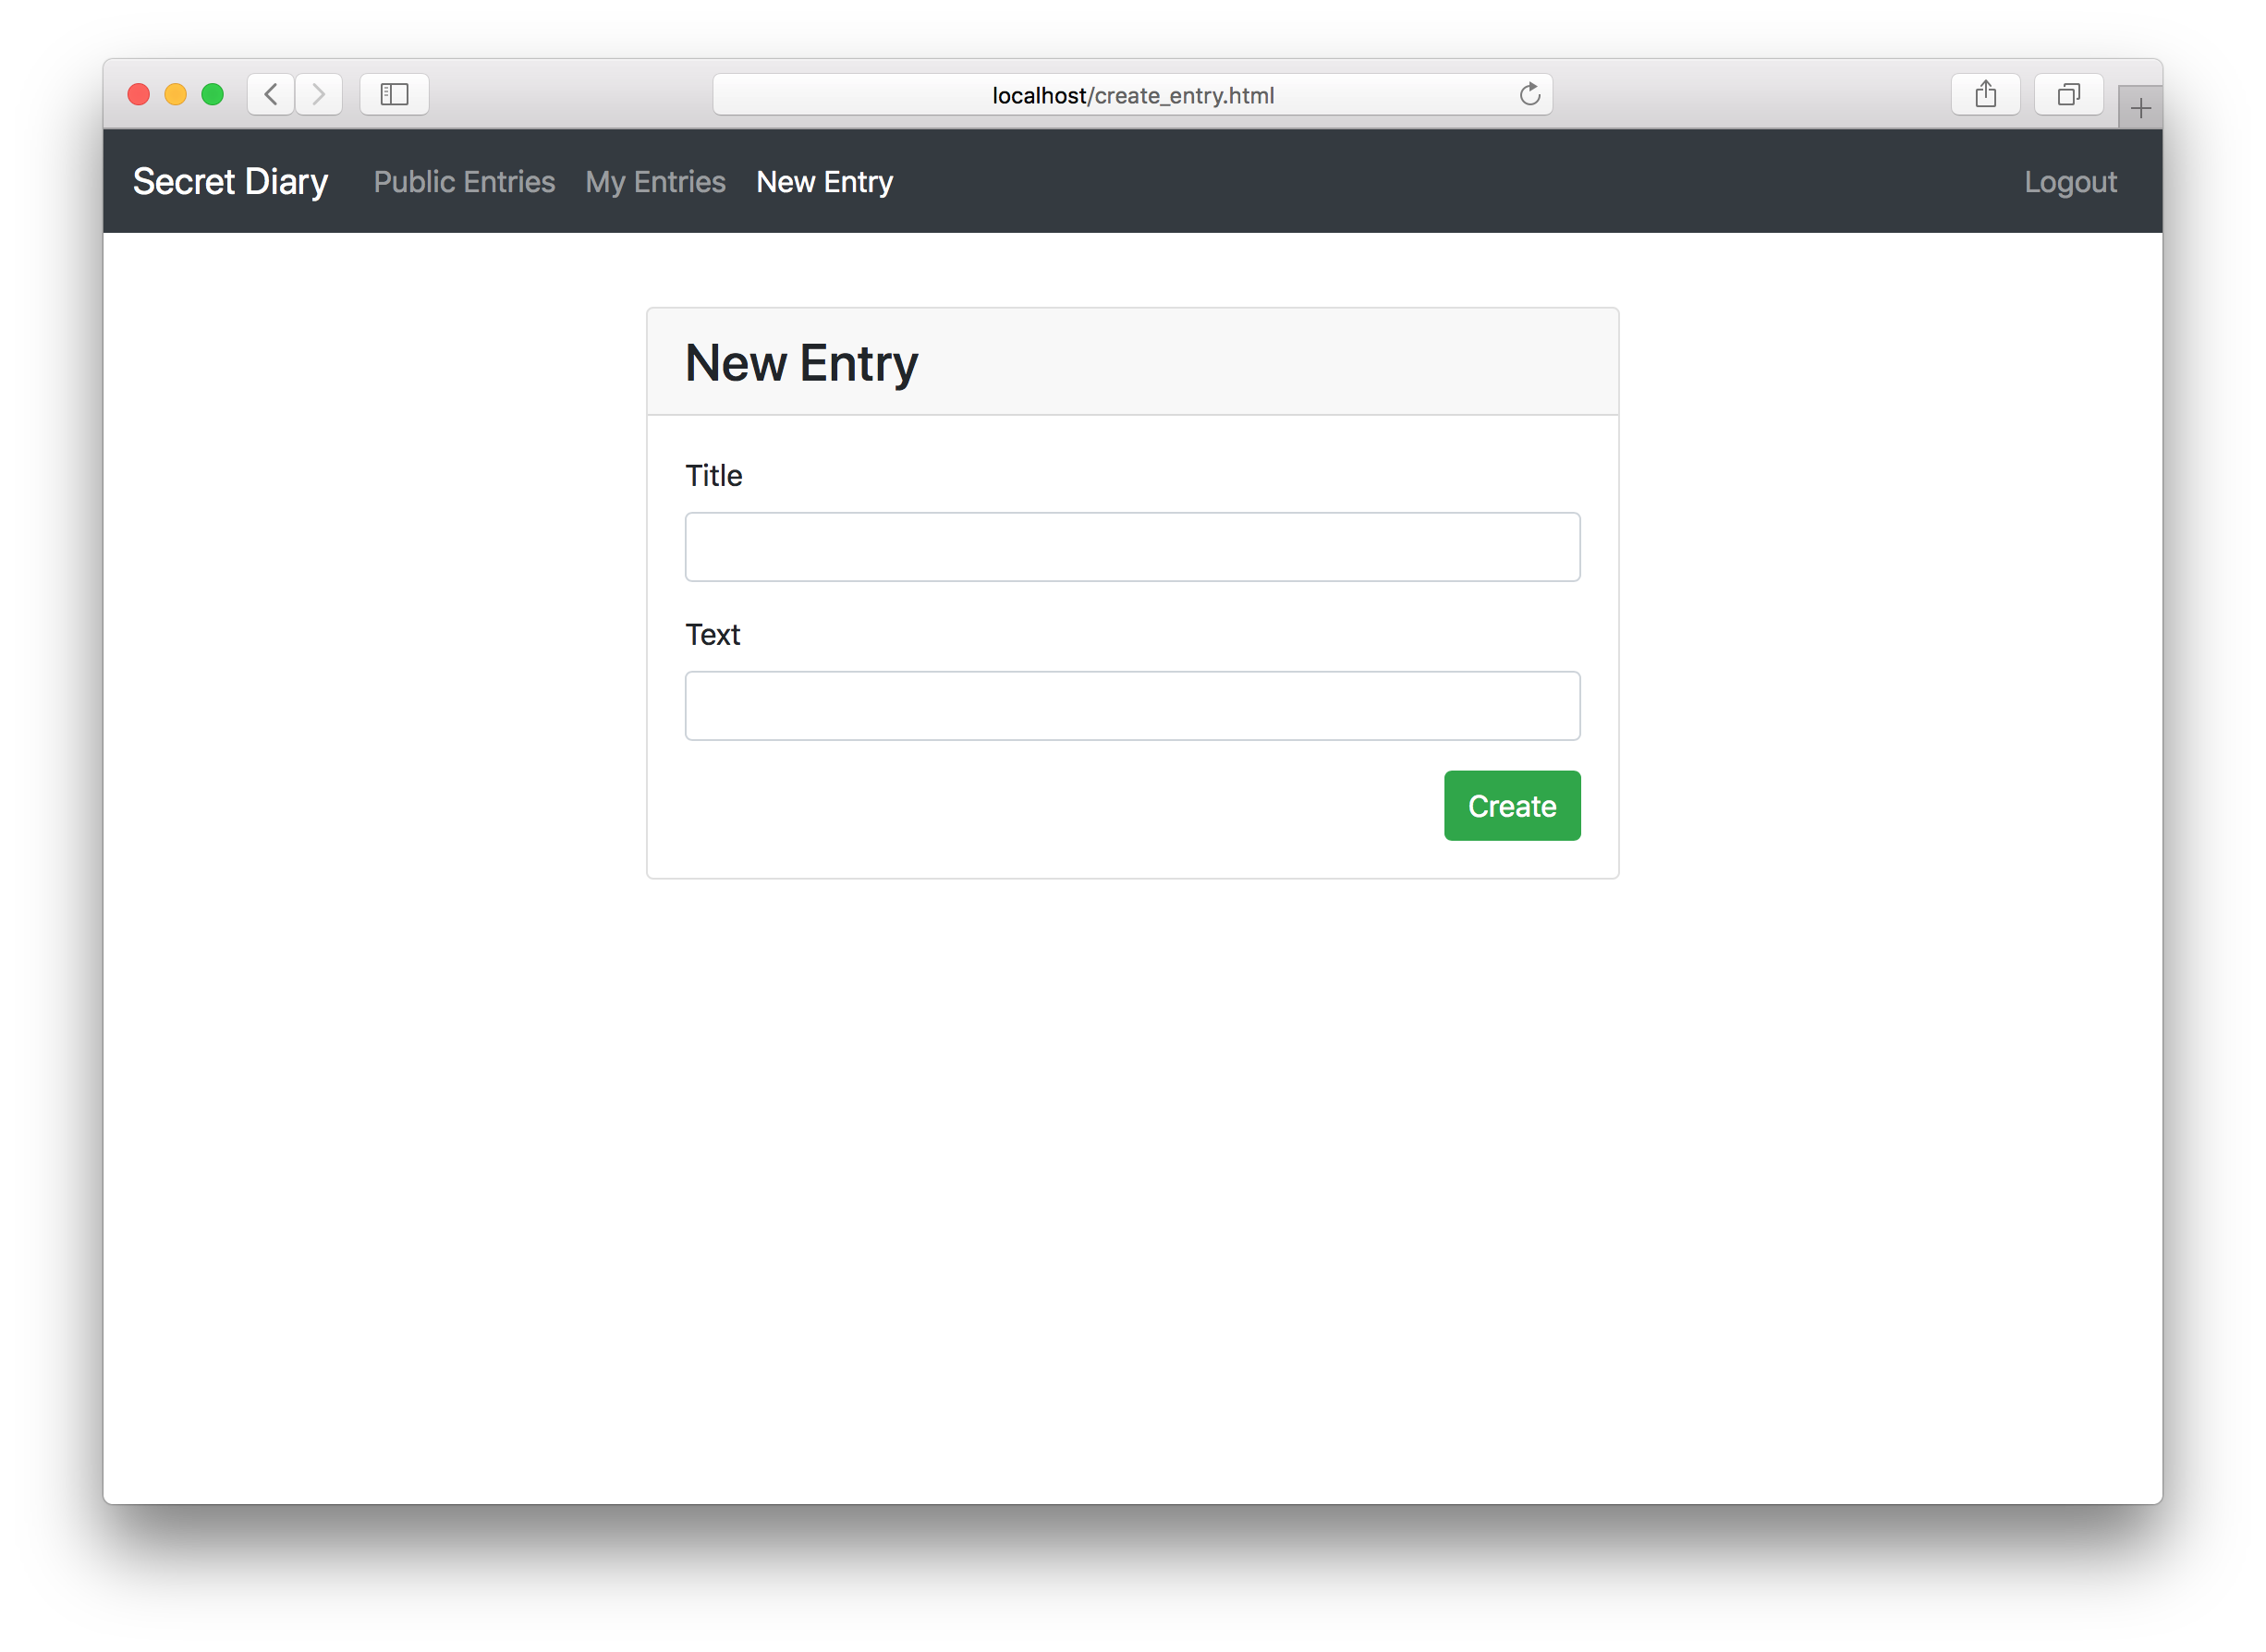 localhost/create_entry.html
Secret Diary Public Entries My Entries New Entry Logout
New Entry
Title
Text
Create